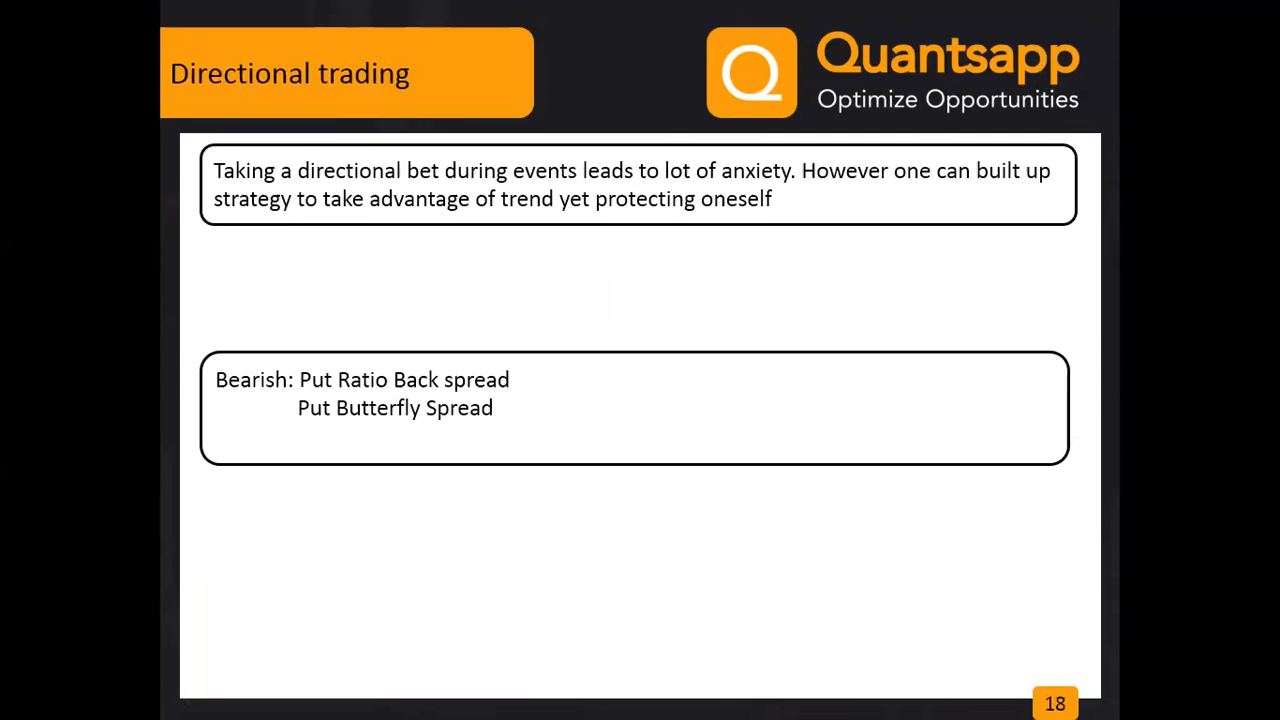 Directional trading
Q
Quantsapp
Optimize Opportunities
Taking a directional bet during events leads to lot of anxiety. However one can built up
strategy to take advantage of trend yet protecting oneself
Bearish: Put Ratio Back spread
Put Butterfly Spread
18